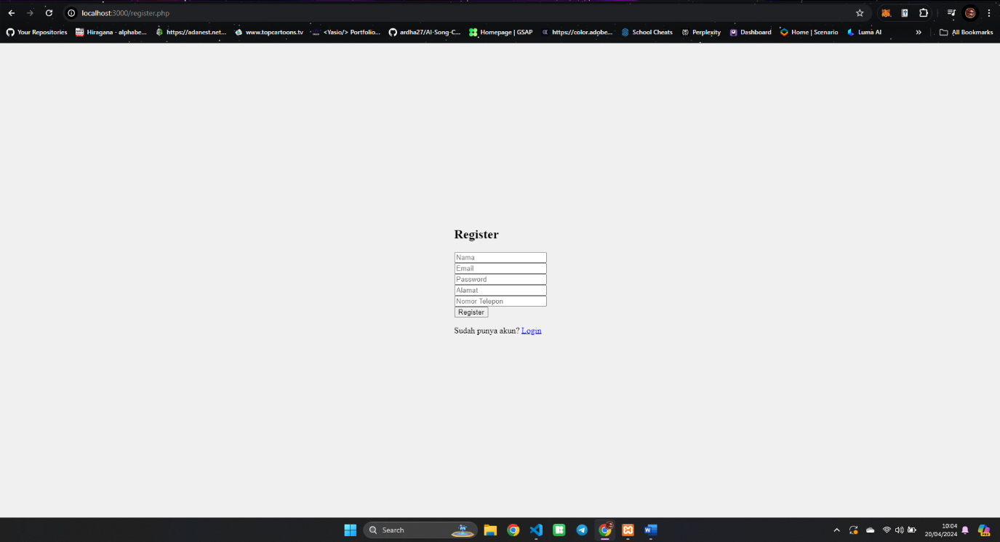 localhost:3000/register.php
Your Repositories
Hiragana - alphabe...
https://adanest.net...
www.topcartoons.tv
<Yasio/> Portfolio...
ardha27/AI-Song-C...
Homepage | GSAP
https://color.adobe...
School Cheats
Perplexity
Dashboard
Home | Scenario
Luma AI
»
All Bookmarks
Register
Nama
Email
Password
Alamat
Nomor Telepon
Register
Sudah punya akun? Login
Search
10:04
20/04/2024